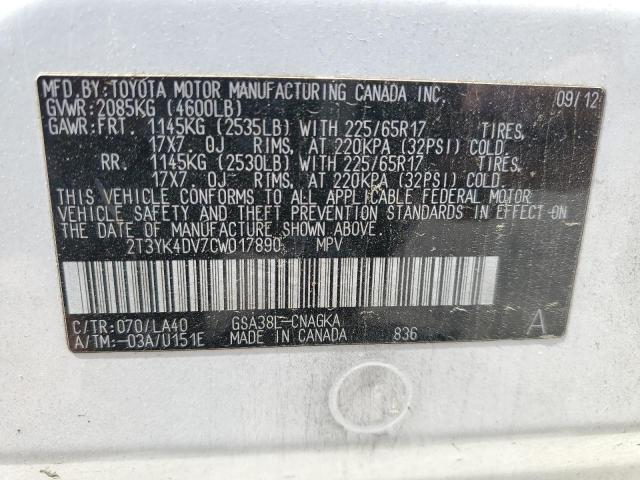 MFD. BY: TOYOTA MOTOR MANUFACTURING CANADA INC. 09/12
GVWR: 2085KG (4600LB)
GAWR: FRT. 1145KG (2535LB) WITH 225/65R17 TIRES,
17X7. 0J RIMS, AT 220KPA (32PSI) COLD.
RR. 1145KG (2530LB) WITH 225/65R17 TIRES,
17X7. 0J RIMS, AT 220KPA (32PSI) COLD.
THIS VEHICLE CONFORMS TO ALL APPLICABLE FEDERAL MOTOR
VEHICLE SAFETY AND THEFT PREVENTION STANDARDS IN EFFECT ON
THE DATE OF MANUFACTURE SHOWN ABOVE.
2T3YK4DV7CW017890 MPV
C/TR: 070/LA40 GSA38L-CNAGKA A
A/TM: -03A/U151E MADE IN CANADA 836